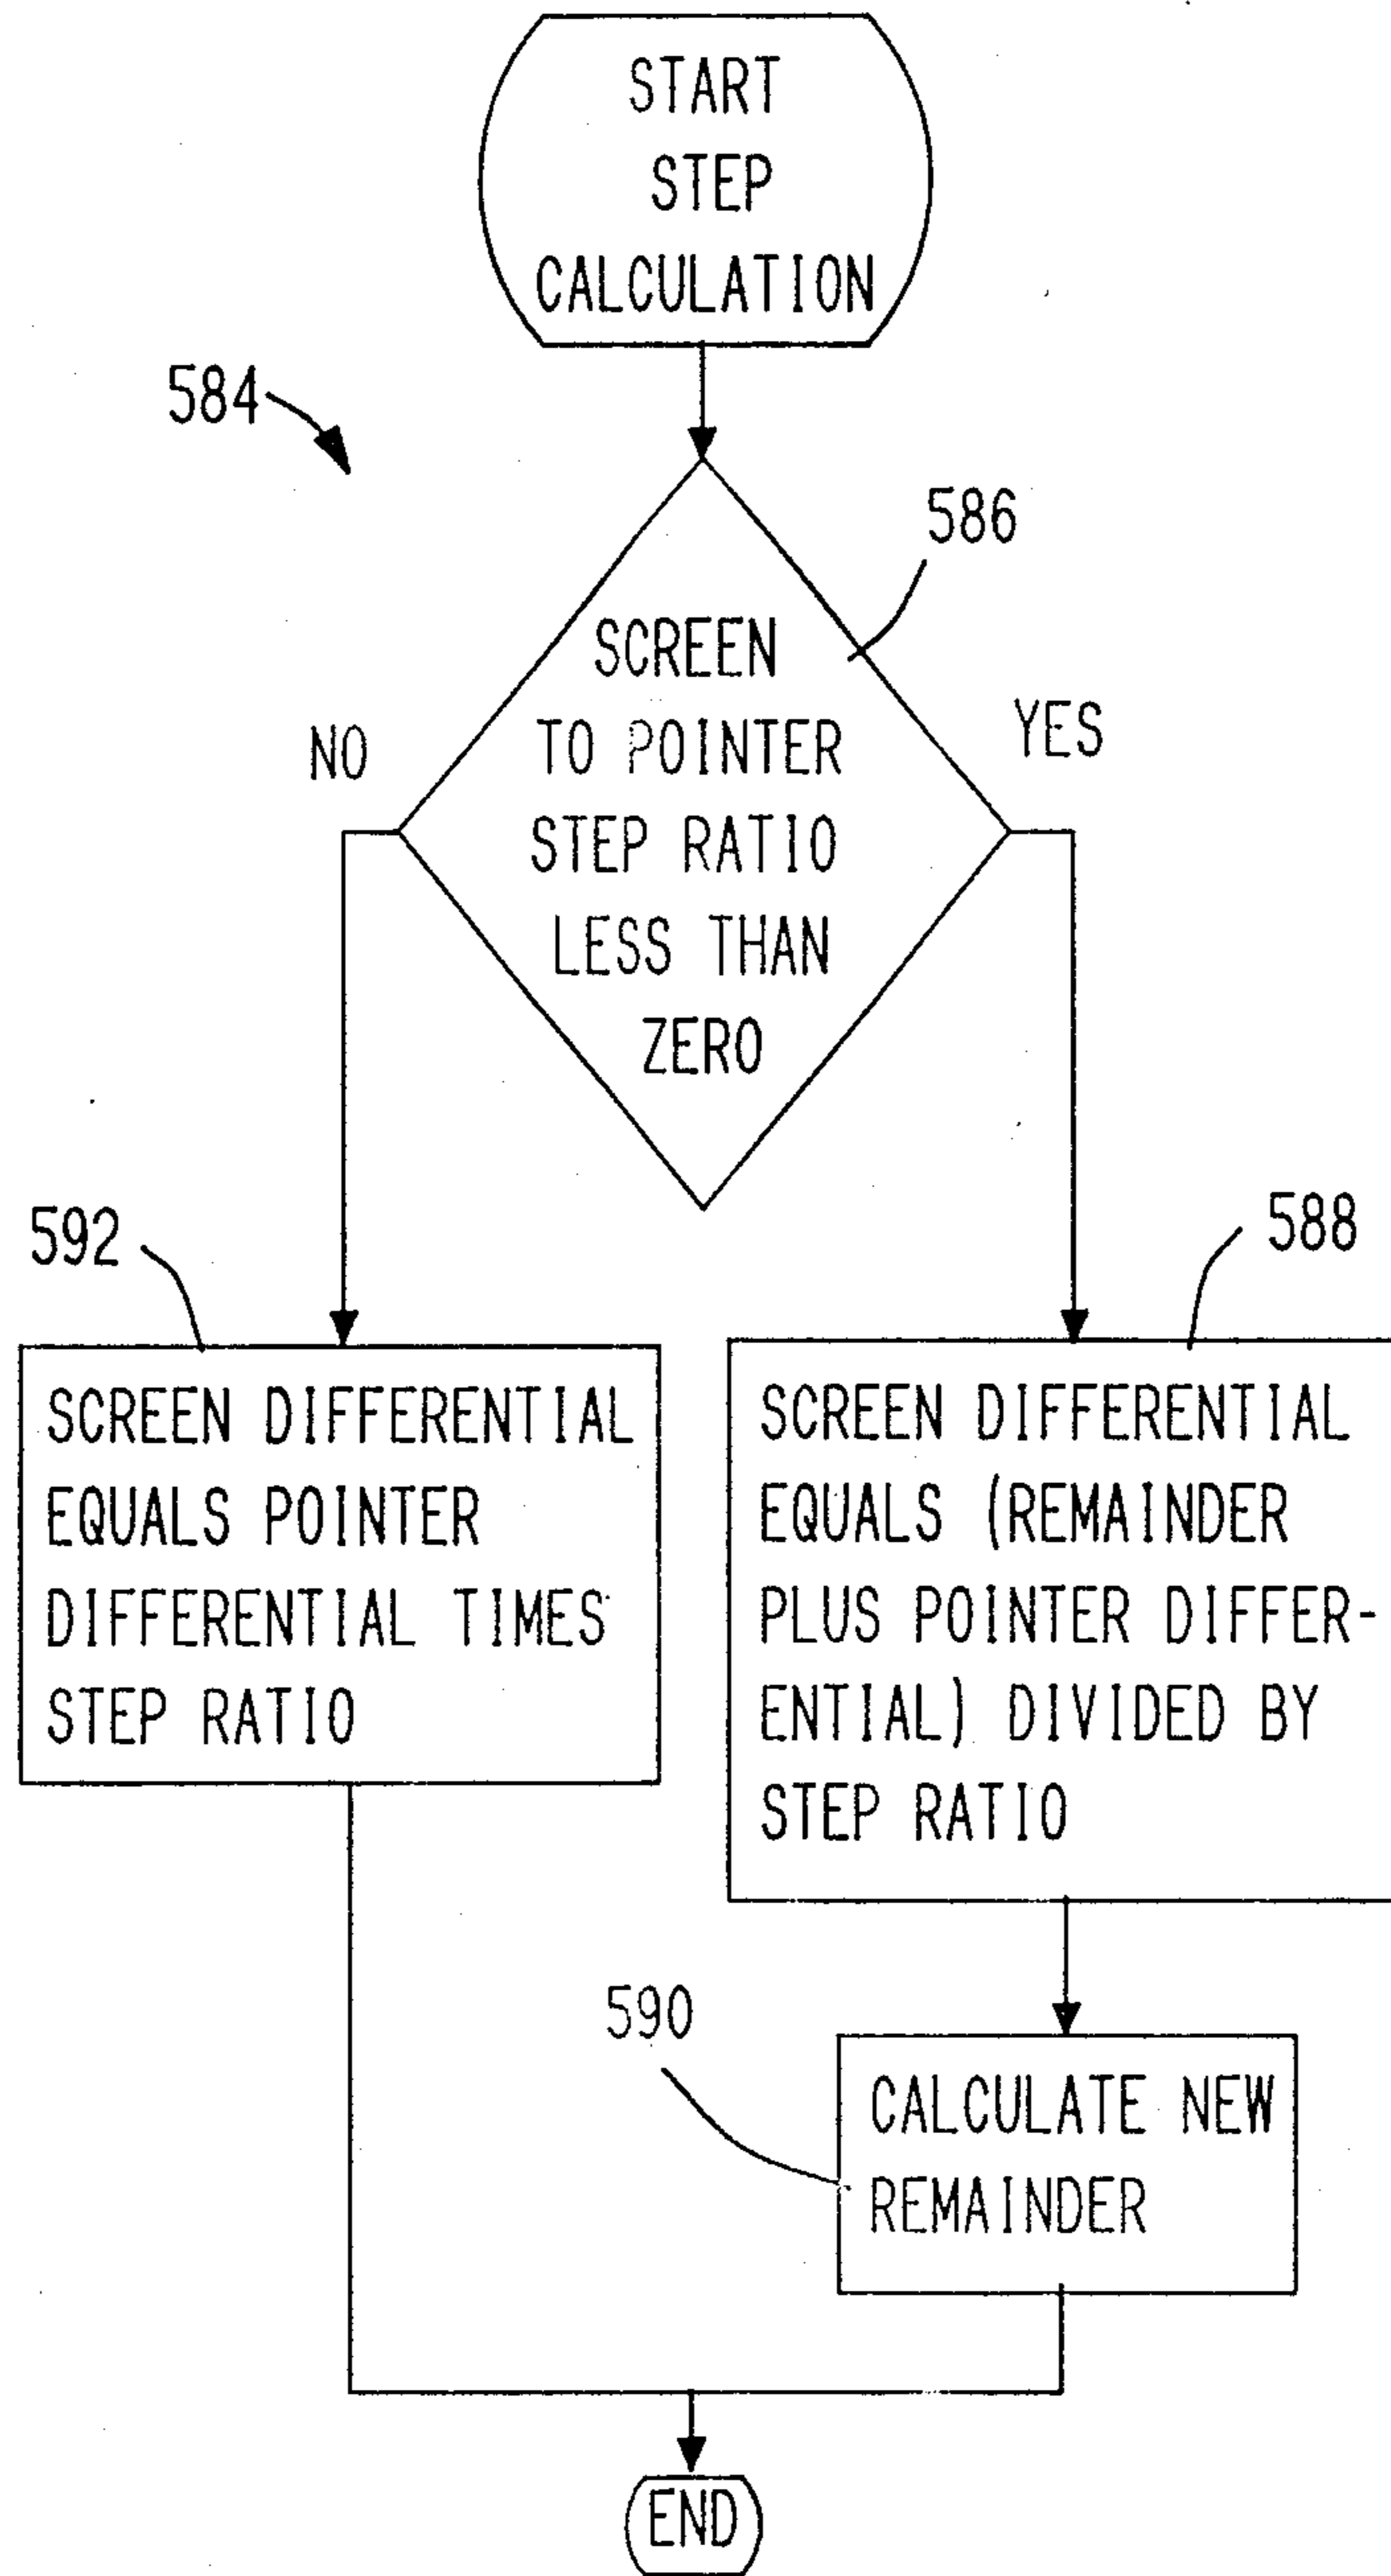 START
STEP
CALCULATION
584
586
SCREEN
TO POINTER
STEP RATIO
LESS THAN
ZERO
NO
YES
592
SCREEN DIFFERENTIAL
EQUALS POINTER
DIFFERENTIAL TIMES
STEP RATIO
588
SCREEN DIFFERENTIAL
EQUALS (REMAINDER
PLUS POINTER DIFFER-
ENTIAL) DIVIDED BY
STEP RATIO
590
CALCULATE NEW
REMAINDER
END